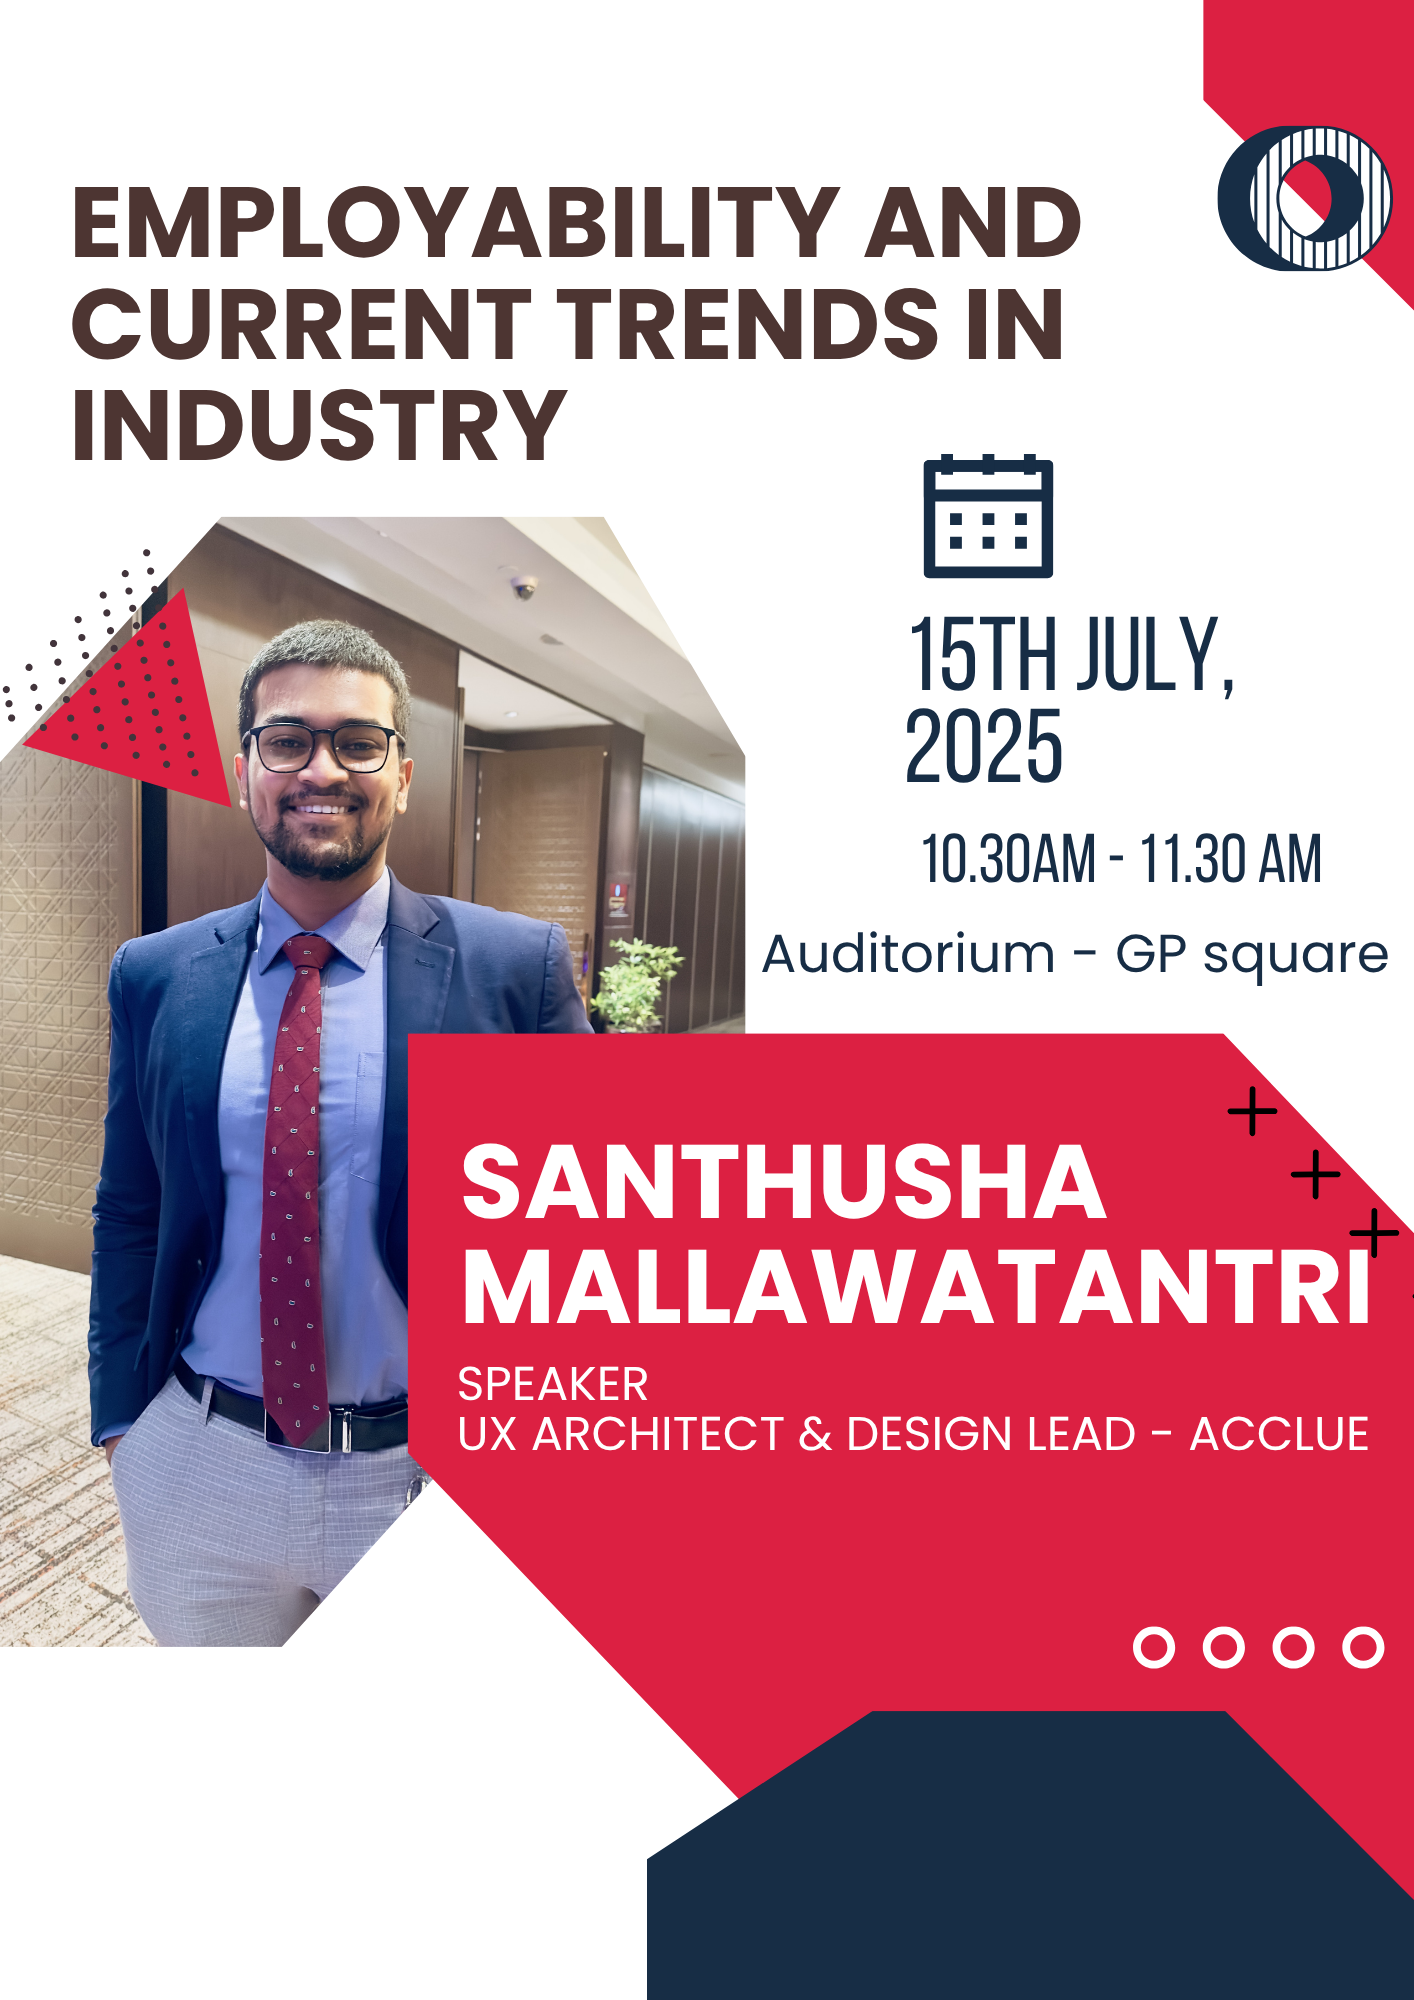 EMPLOYABILITY AND
CURRENT TRENDS IN
INDUSTRY
15TH JULY,
2025
10.30AM - 11.30 AM
Auditorium - GP square
SANTHUSHA
MALLAWATANTRI
SPEAKER
UX ARCHITECT & DESIGN LEAD - ACCLUE